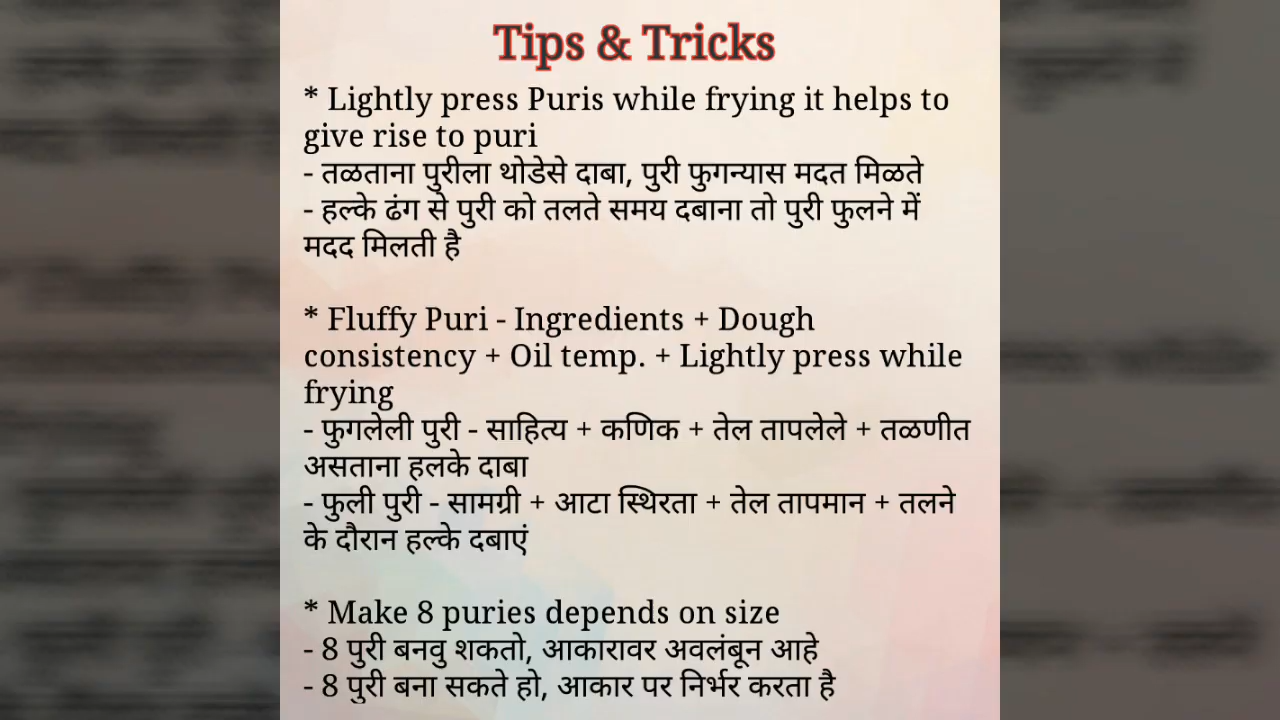 Tips & Tricks
* Lightly press Puris while frying it helps to
give rise to puri
- तळताना पुरीला थोडेसे दाबा, पुरी फुगन्यास मदत मिळते
- हल्के ढंग से पुरी को तलते समय दबाना तो पुरी फुलने में
मदद मिलती है
* Fluffy Puri - Ingredients + Dough
consistency + Oil temp. + Lightly press while
frying
- फुगलेली पुरी - साहित्य + कणिक + तेल तापलेले + तळणीत
असताना हलके दाबा
- फुली पुरी - सामग्री + आटा स्थिरता + तेल तापमान + तलने
के दौरान हल्के दबाएं
* Make 8 puries depends on size
- 8 पुरी बनवु शकतो, आकारावर अवलंबून आहे
- 8 पुरी बना सकते हो, आकार पर निर्भर करता है